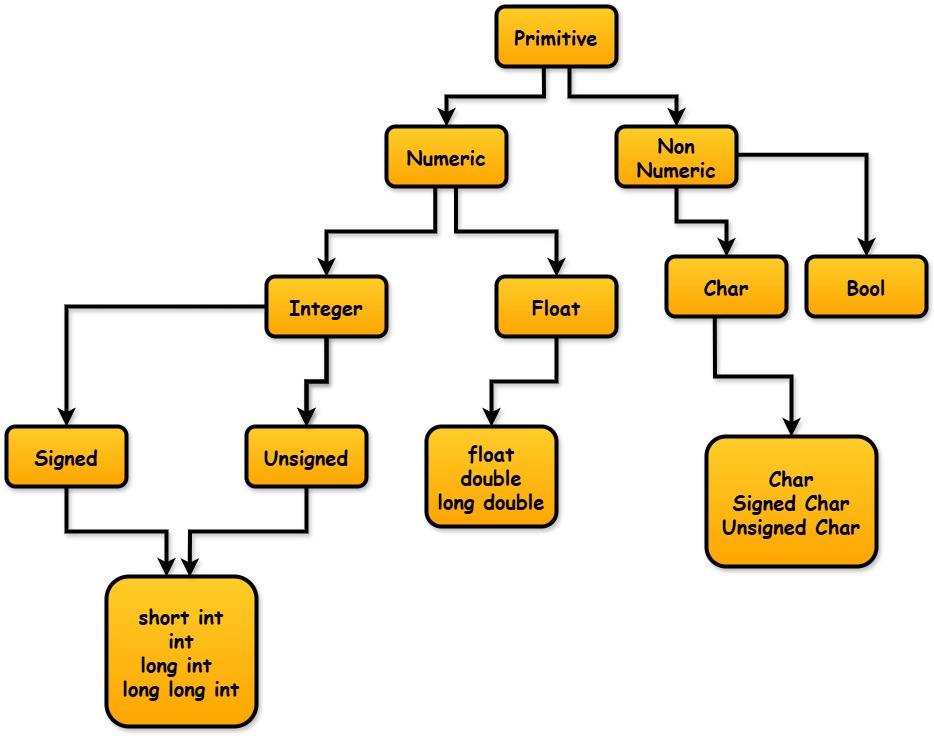 Primitive
Numeric
Non
Numeric
Integer
Float
Char
Bool
Signed
Unsigned
float
double
long double
Char
Signed Char
Unsigned Char
short int
int
long int
long long int